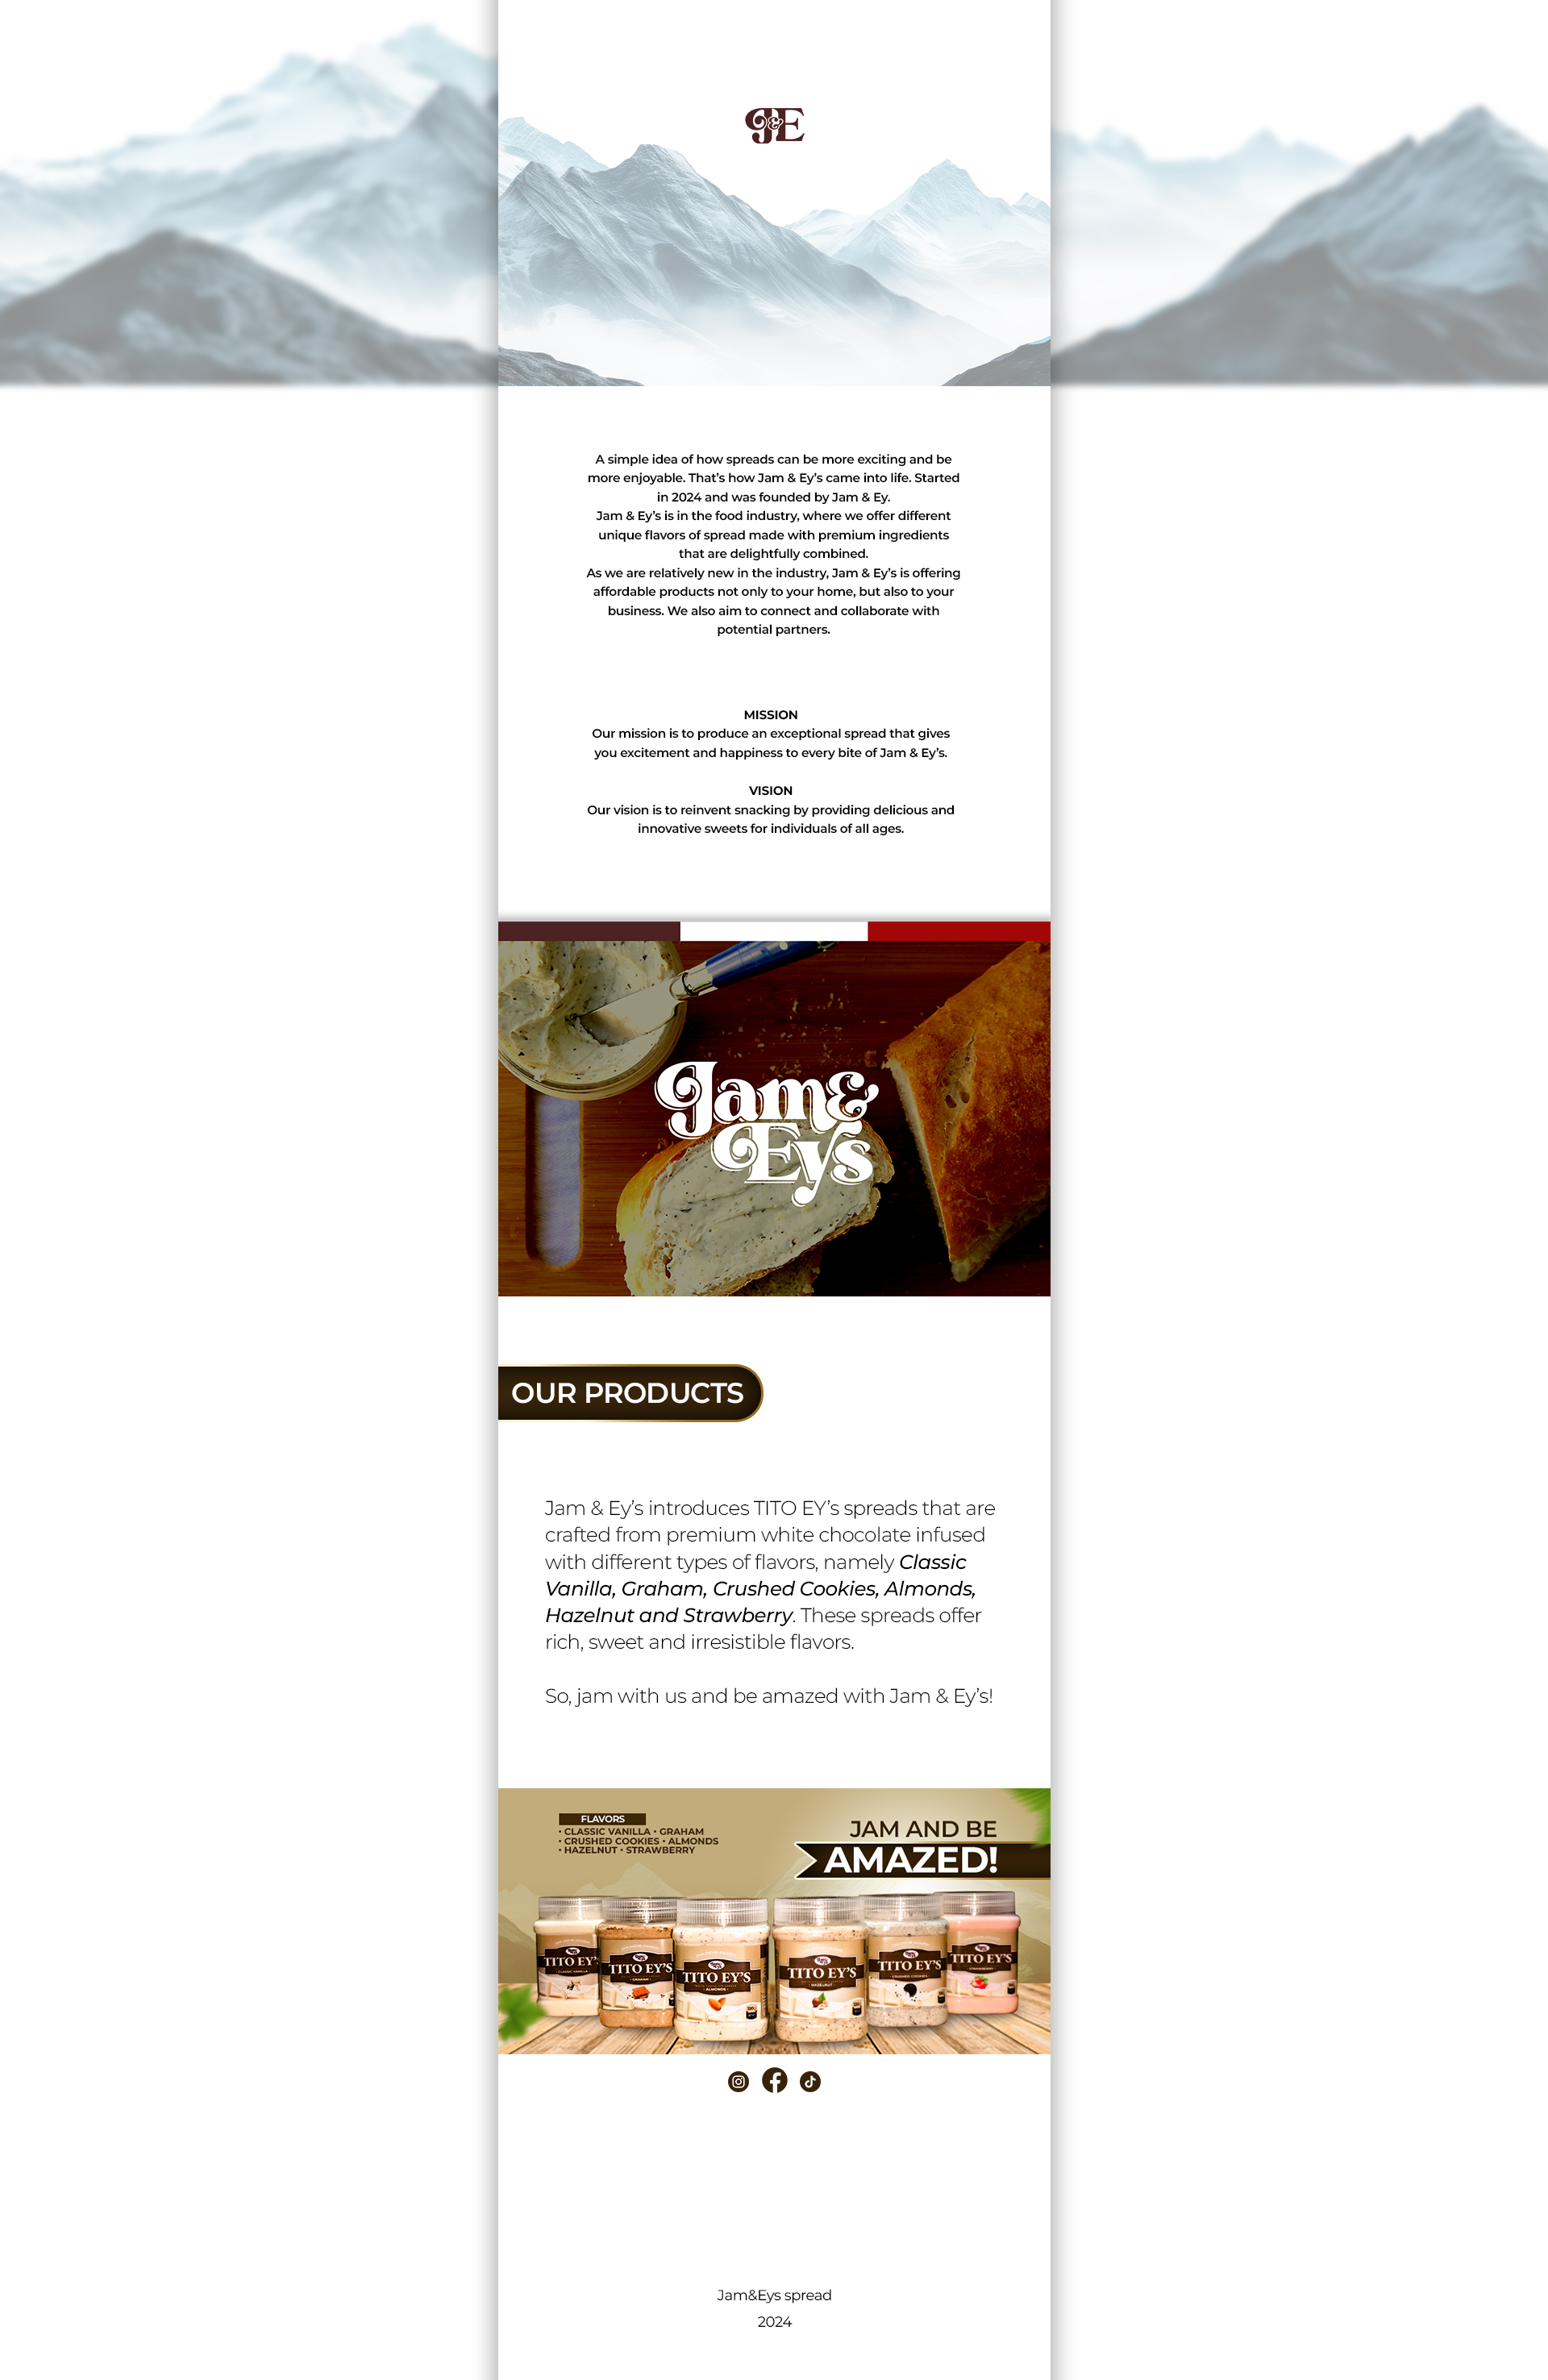 J&E
A simple idea of how spreads can be more exciting and be
more enjoyable. That's how Jam & Ey's came into life. Started
in 2024 and was founded by Jam & Ey.
Jam & Ey's is in the food industry, where we offer different
unique flavors of spread made with premium ingredients
that are delightfully combined.
As we are relatively new in the industry, Jam & Ey's is offering
affordable products not only to your home, but also to your
business. We also aim to connect and collaborate with
potential partners.
MISSION
Our mission is to produce an exceptional spread that gives
you excitement and happiness to every bite of Jam & Ey's.
VISION
Our vision is to reinvent snacking by providing delicious and
innovative sweets for individuals of all ages.
Jam&
Eys
OUR PRODUCTS
Jam & Ey's introduces TITO EY's spreads that are
crafted from premium white chocolate infused
with different types of flavors, namely Classic
Vanilla, Graham, Crushed Cookies, Almonds,
Hazelnut and Strawberry. These spreads offer
rich, sweet and irresistible flavors.
So, jam with us and be amazed with Jam & Ey's!
FLAVORS
• CLASSIC VANILLA • GRAHAM
• CRUSHED COOKIES • ALMONDS
• HAZELNUT • STRAWBERRY
JAM AND BE
AMAZED!
TITO EY'S
CLASSIC VANILLA
TITO EY'S
GRAHAM
TITO EY'S
• ALMONDS •
TITO EY'S
HAZELNUT
TITO EY'S
CRUSHED COOKIES
TITO EY'S
STRAWBERRY
Jam&Eys spread
2024